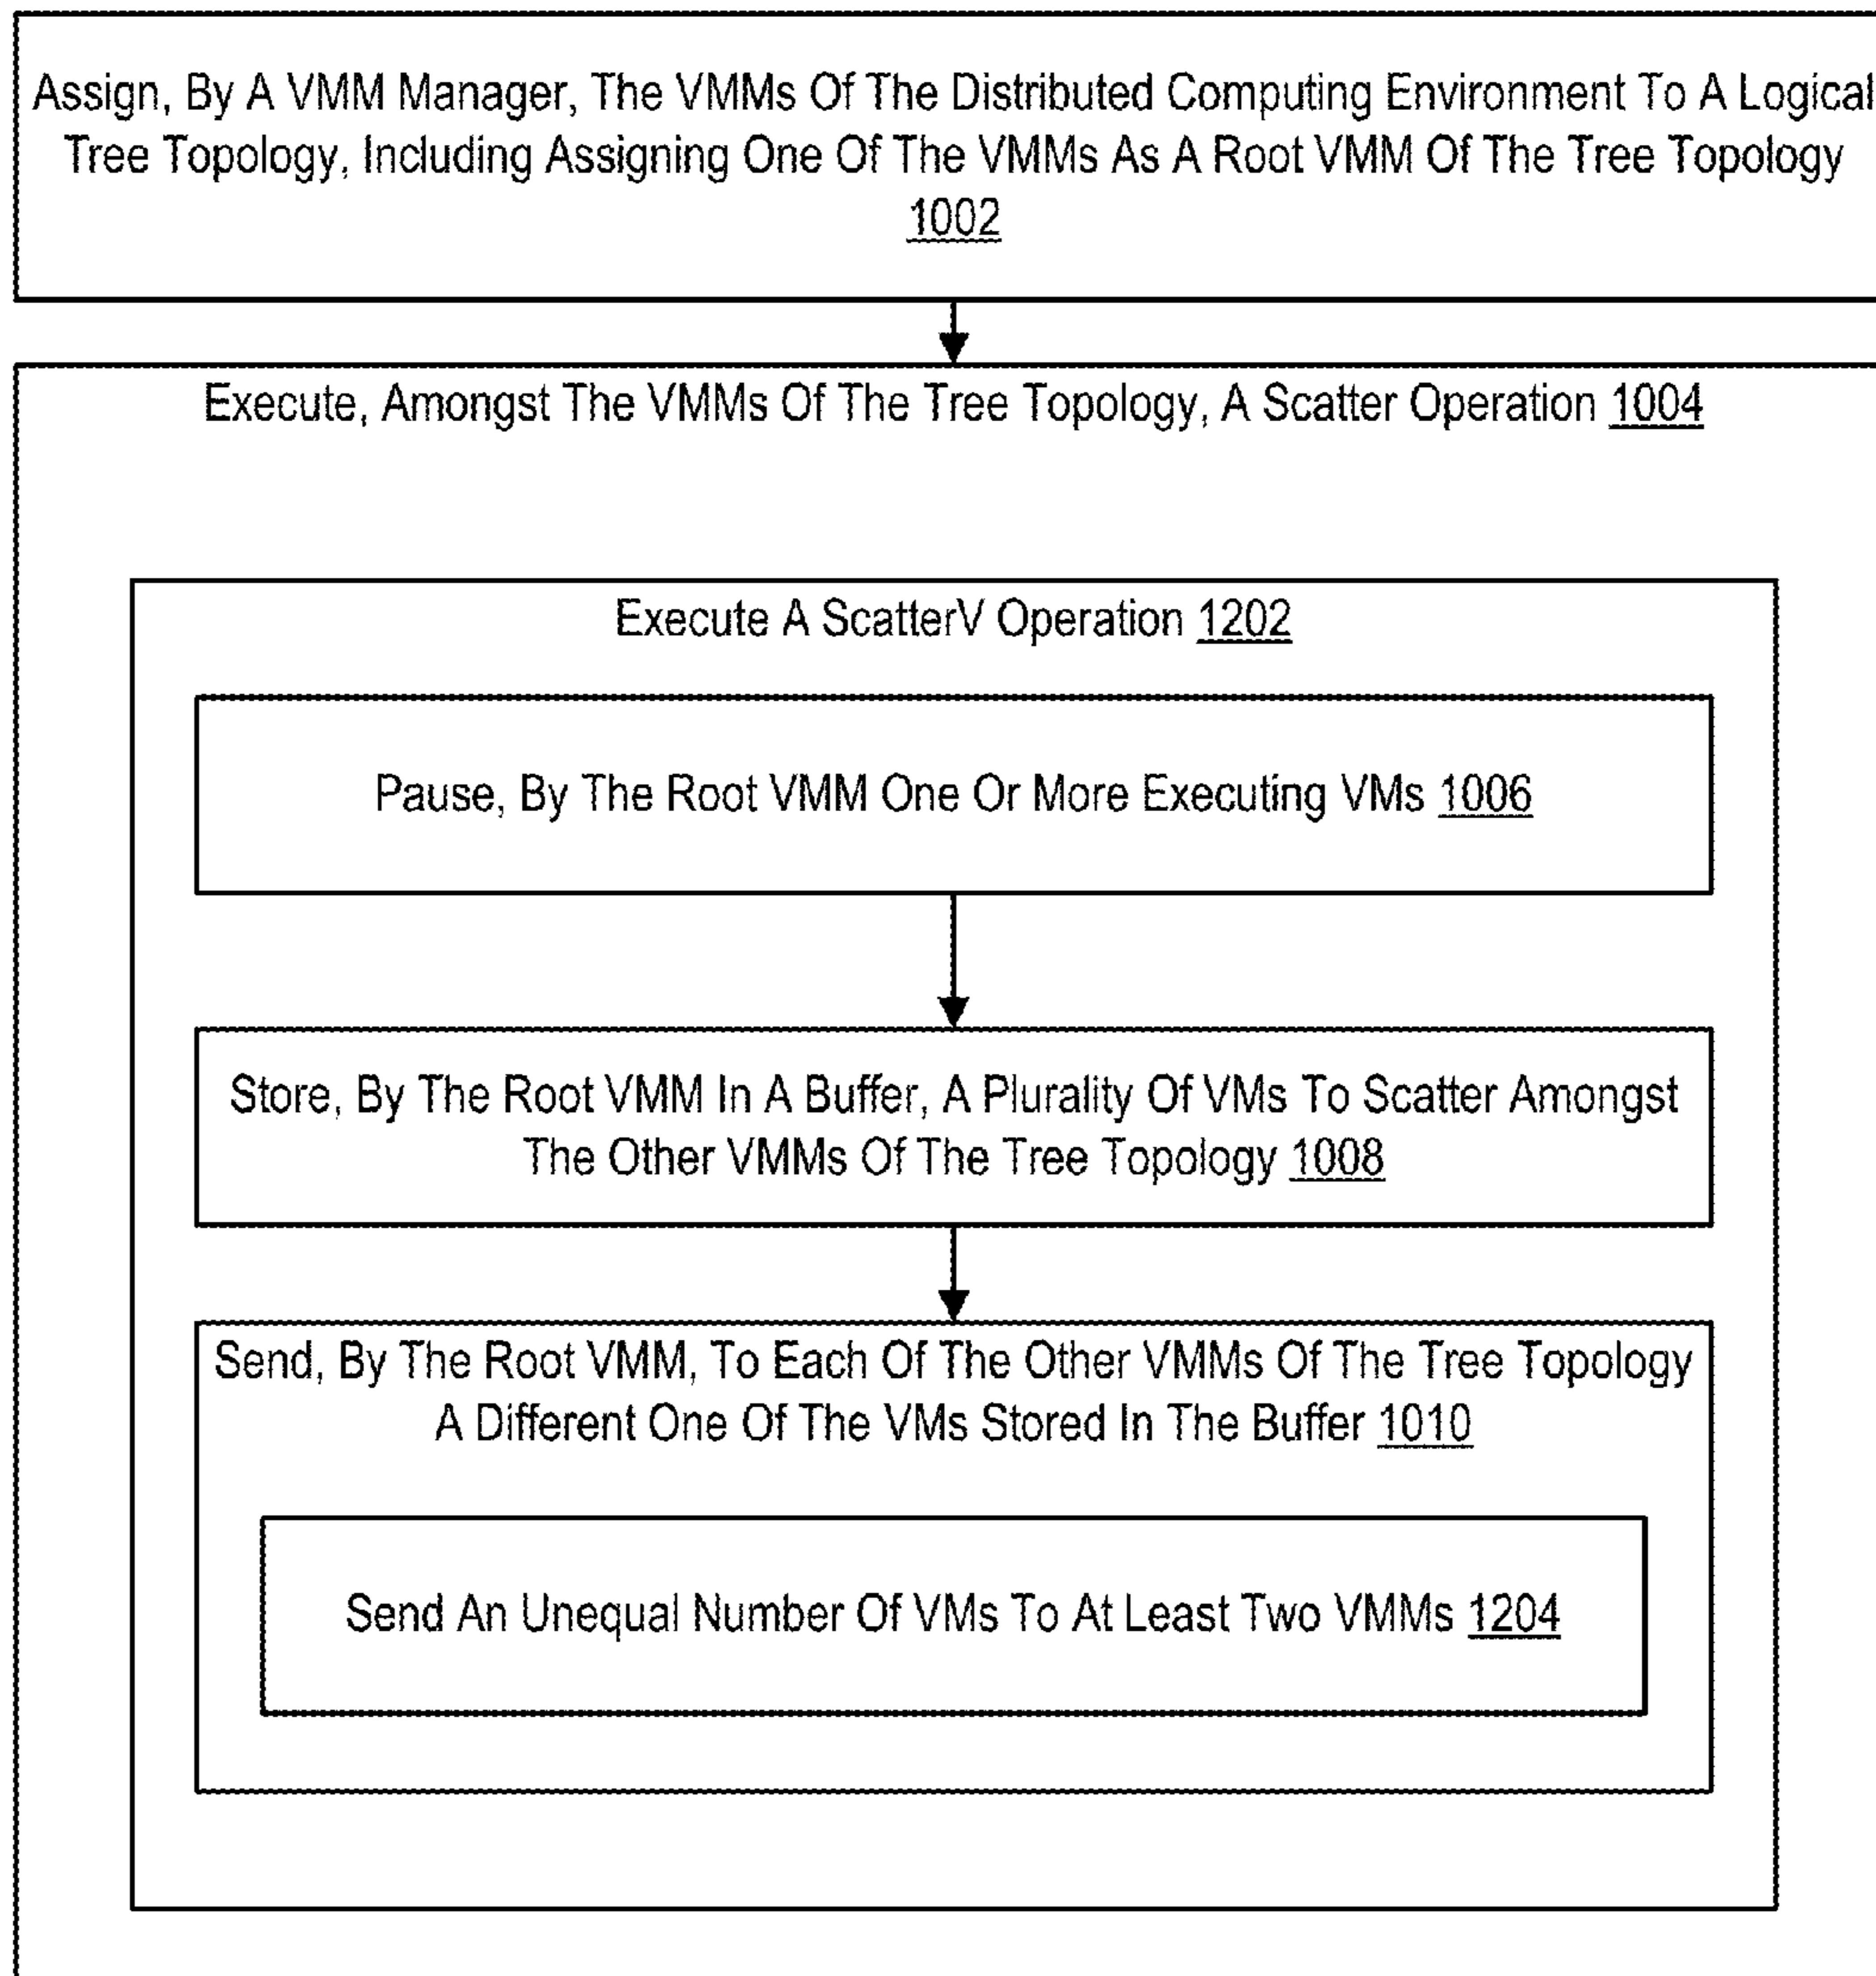 Assign, By A VMM Manager, The VMMs Of The Distributed Computing Environment To A Logical
Tree Topology, Including Assigning One Of The VMMs As A Root VMM Of The Tree Topology
1002
Execute, Amongst The VMMs Of The Tree Topology, A Scatter Operation 1004
Execute A ScatterV Operation 1202
Pause, By The Root VMM One Or More Executing VMs 1006
Store, By The Root VMM In A Buffer, A Plurality Of VMs To Scatter Amongst
The Other VMMs Of The Tree Topology 1008
Send, By The Root VMM, To Each Of The Other VMMs Of The Tree Topology
A Different One Of The VMs Stored In The Buffer 1010
Send An Unequal Number Of VMs To At Least Two VMMs 1204